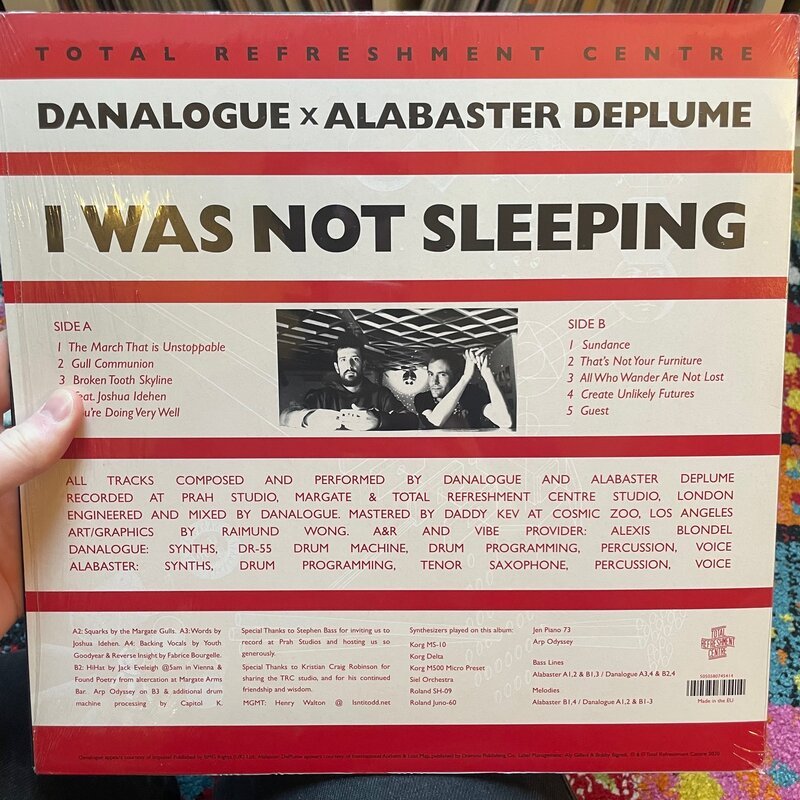 TOTAL REFRESHMENT CENTRE
DANALOGUE x ALABASTER DEPLUME
I WAS NOT SLEEPING
SIDE A
1 The March That is Unstoppable
2 Gull Communion
3 Broken Tooth Skyline
feat. Joshua Idehen
You're Doing Very Well
SIDE B
1 Sundance
2 That's Not Your Furniture
3 All Who Wander Are Not Lost
4 Create Unlikely Futures
5 Guest
ALL TRACKS COMPOSED AND PERFORMED BY DANALOGUE AND ALABASTER DEPLUME
RECORDED AT PRAH STUDIO, MARGATE & TOTAL REFRESHMENT CENTRE STUDIO, LONDON
ENGINEERED AND MIXED BY DANALOGUE. MASTERED BY DADDY KEV AT COSMIC ZOO, LOS ANGELES
ART/GRAPHICS BY RAIMUND WONG. A&R AND VIBE PROVIDER: ALEXIS BLONDEL
DANALOGUE: SYNTHS, DR-55 DRUM MACHINE, DRUM PROGRAMMING, PERCUSSION, VOICE
ALABASTER: SYNTHS, DRUM PROGRAMMING, TENOR SAXOPHONE, PERCUSSION, VOICE
A2: Squarks by the Margate Gulls. A3: Words by
Joshua Idehen. A4: Backing Vocals by Youth
Goodyear & Reverse Insight by Fabrice Bourgelle.
B2: HiHat by Jack Eveleigh @5am in Vienna &
Found Poetry from altercation at Margate Arms
Bar. Arp Odyssey on B3 & additional drum
machine processing by Capitol K.
Special Thanks to Stephen Bass for inviting us to
record at Prah Studios and hosting us so
generously.
Special Thanks to Kristian Craig Robinson for
sharing the TRC studio, and for his continued
friendship and wisdom.
MGMT: Henry Walton @ Isntitodd.net
Synthesizers played on this album:
Korg MS-10
Korg Delta
Korg M500 Micro Preset
Siel Orchestra
Roland SH-09
Roland Juno-60
Jen Piano 73
Arp Odyssey
Bass Lines
Alabaster A1,2 & B1,3 / Danalogue A3,4 & B2,4
Melodies
Alabaster B1,4 / Danalogue A1,2 & B1-3
TOTAL
REFRESHMENT
CENTRE
5050580745414
Made in the EU